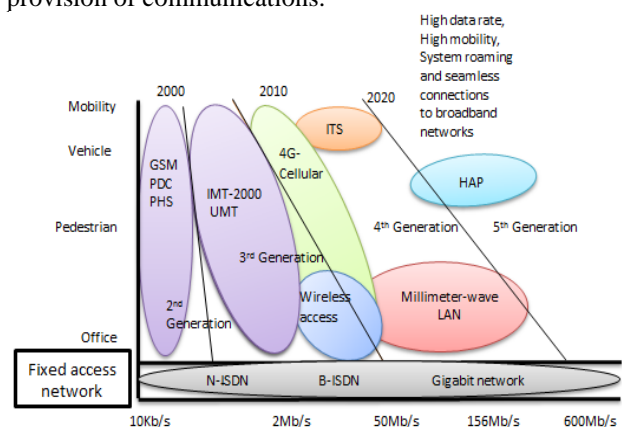 provision of communications.
High data rate,
High mobility,
System roaming
and seamless
connections
to broadband
networks
2000
2010
2020
Mobility
Vehicle
Pedestrian
Office
GSM
PDC
PHS
2nd
Generation
IMT-2000
UMT
3rd Generation
4G-
Cellular
ITS
Wireless
access
4th Generation
5th Generation
HAP
Millimeter-wave
LAN
Fixed access
network
N-ISDN
B-ISDN
Gigabit network
10Kb/s
2Mb/s
50Mb/s
156Mb/s
600Mb/s